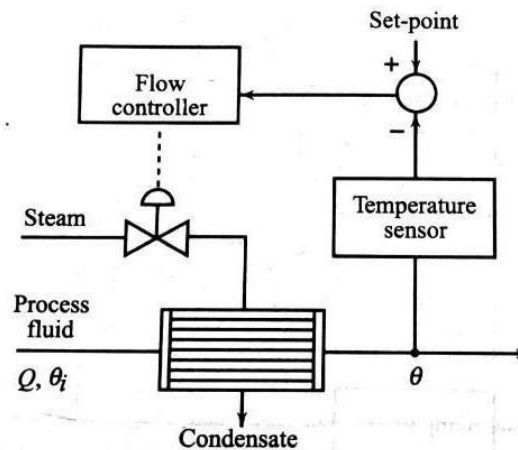 Set-point
+
Flow
controller
−
Steam
Temperature
sensor
Process
fluid
Q, θi
θ
Condensate